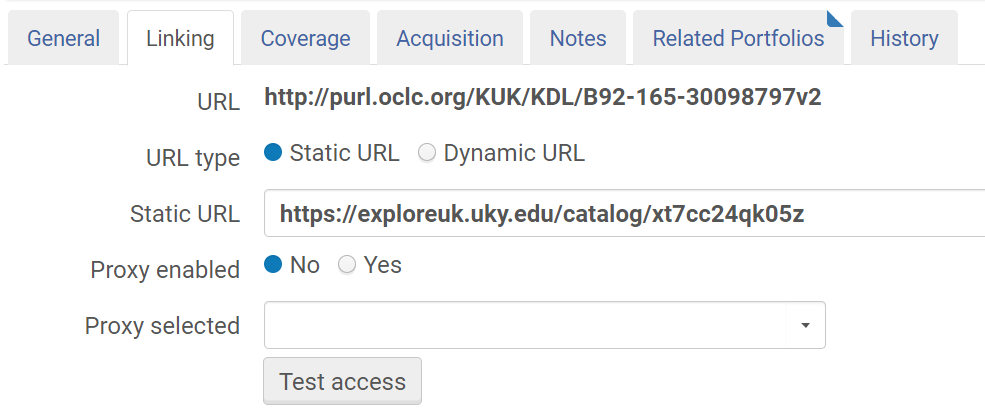 General Linking Coverage Acquisition Notes Related Portfolios History
URL http://purl.oclc.org/KUK/KDL/B92-165-30098797v2
URL type Static URL Dynamic URL
Static URL https://exploreuk.uky.edu/catalog/xt7cc24qk05z
Proxy enabled No Yes
Proxy selected
Test access